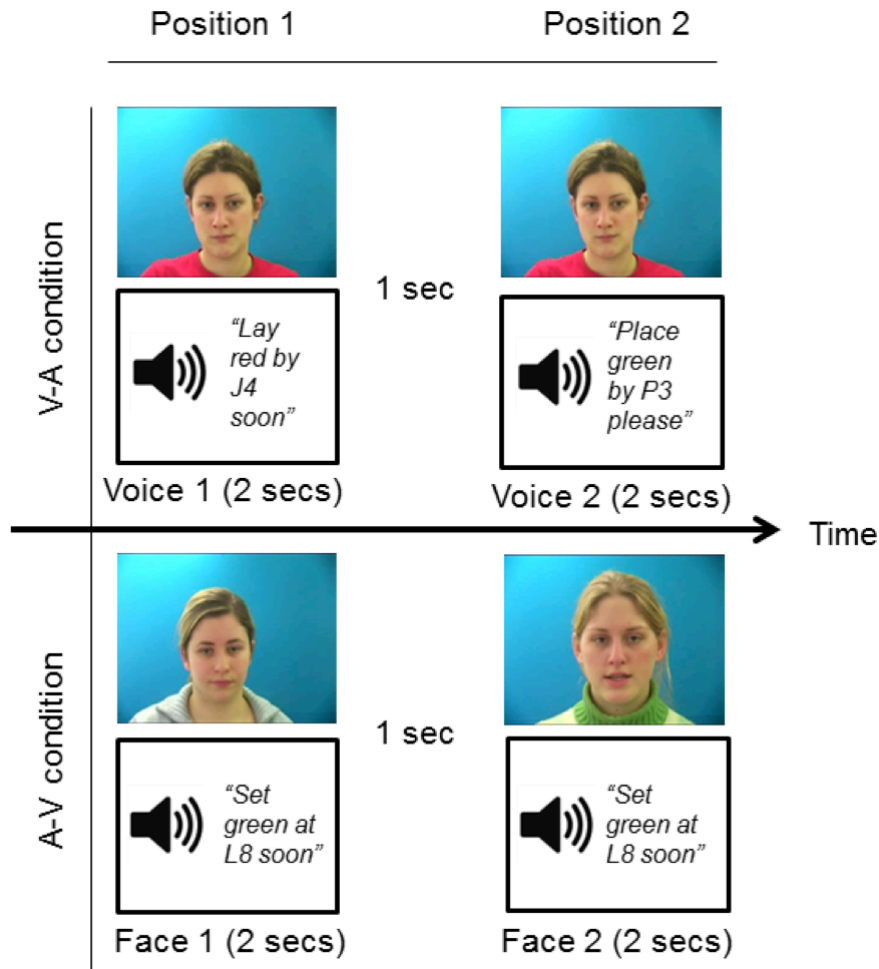 Position 1
Position 2
V-A condition
1 sec
“Lay
red by
J4
soon”
“Place
green
by P3
please”
Voice 1 (2 secs)
Voice 2 (2 secs)
Time
A-V condition
1 sec
“Set
green at
L8 soon”
“Set
green at
L8 soon”
Face 1 (2 secs)
Face 2 (2 secs)